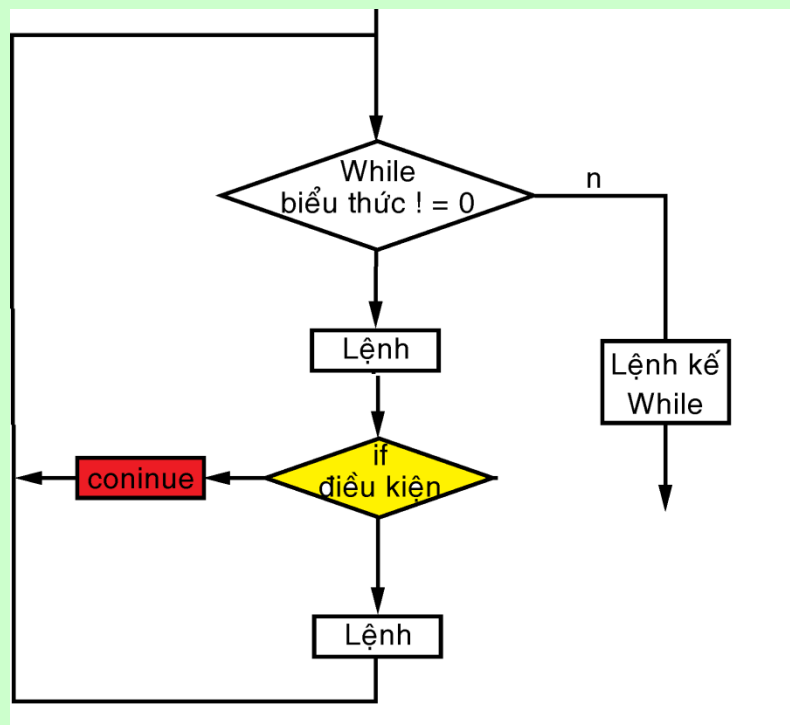 While
biểu thức ! = 0
n
Lệnh
Lệnh kế
While
if
điều kiện
coninue
Lệnh